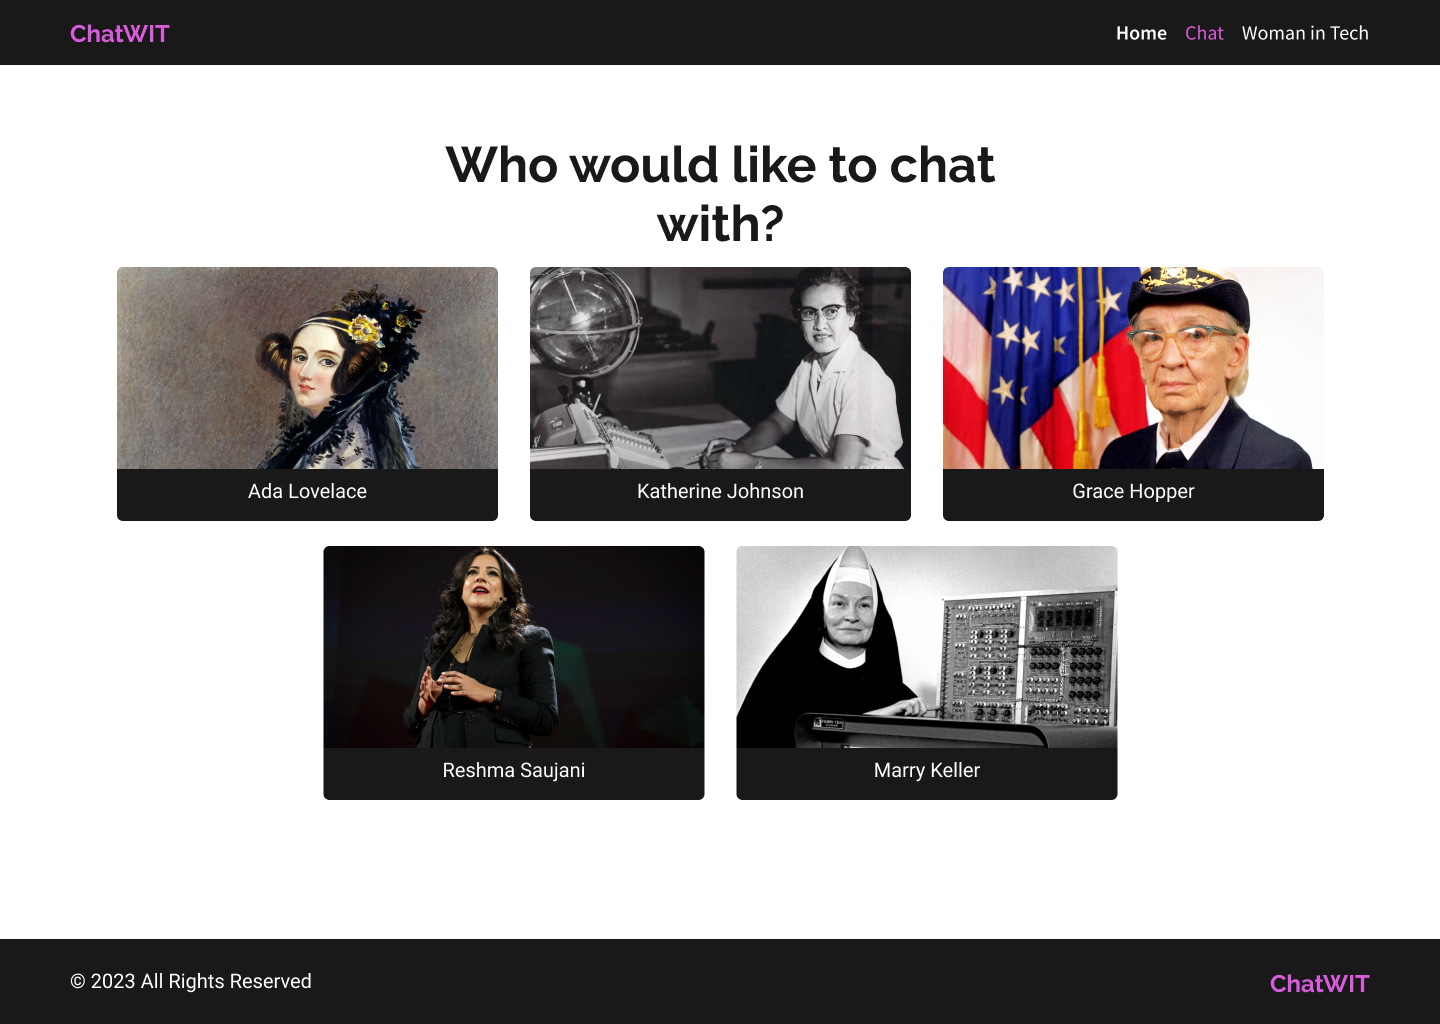 ChatWIT
Home Chat Woman in Tech
Who would like to chat
with?
Ada Lovelace
Katherine Johnson
Grace Hopper
Reshma Saujani
Marry Keller
© 2023 All Rights Reserved
ChatWIT